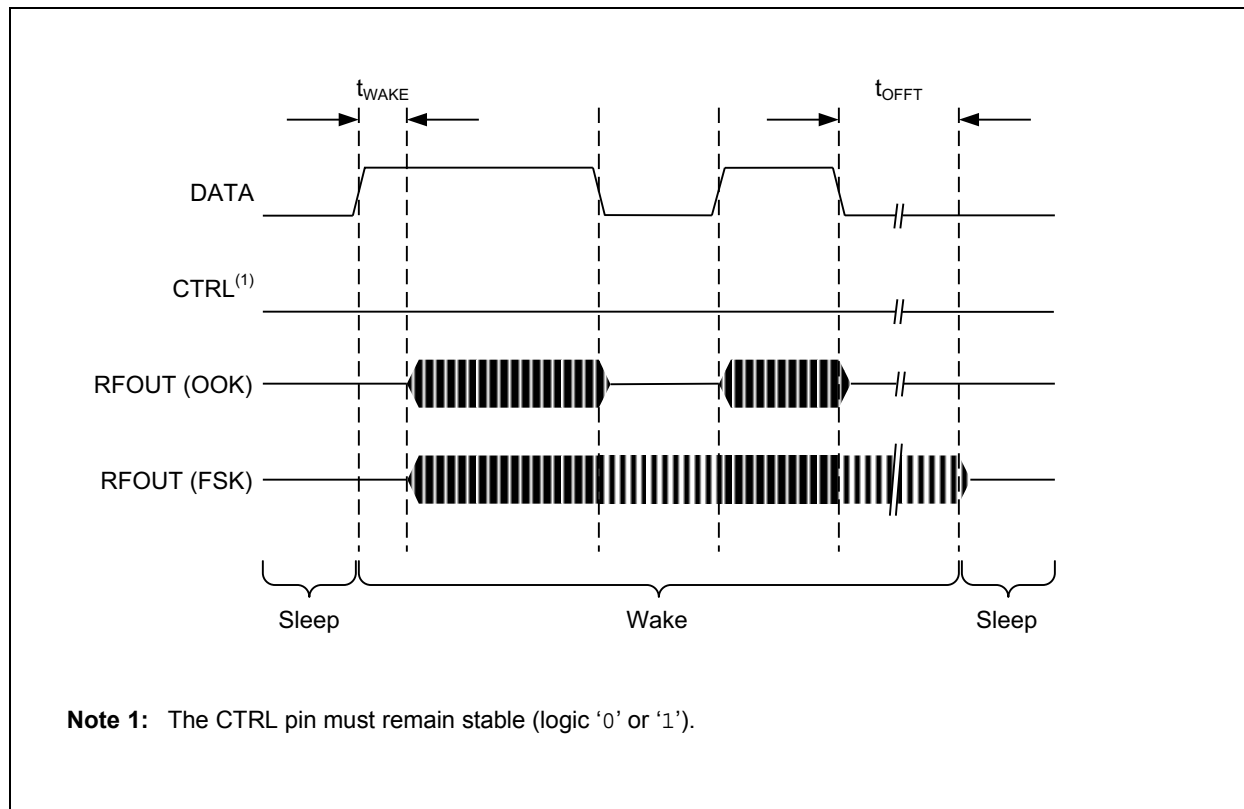 tWAKE
tOFFT
DATA
CTRL(1)
RFOUT (OOK)
RFOUT (FSK)
Sleep
Wake
Sleep
Note 1: The CTRL pin must remain stable (logic ‘0’ or ‘1’).